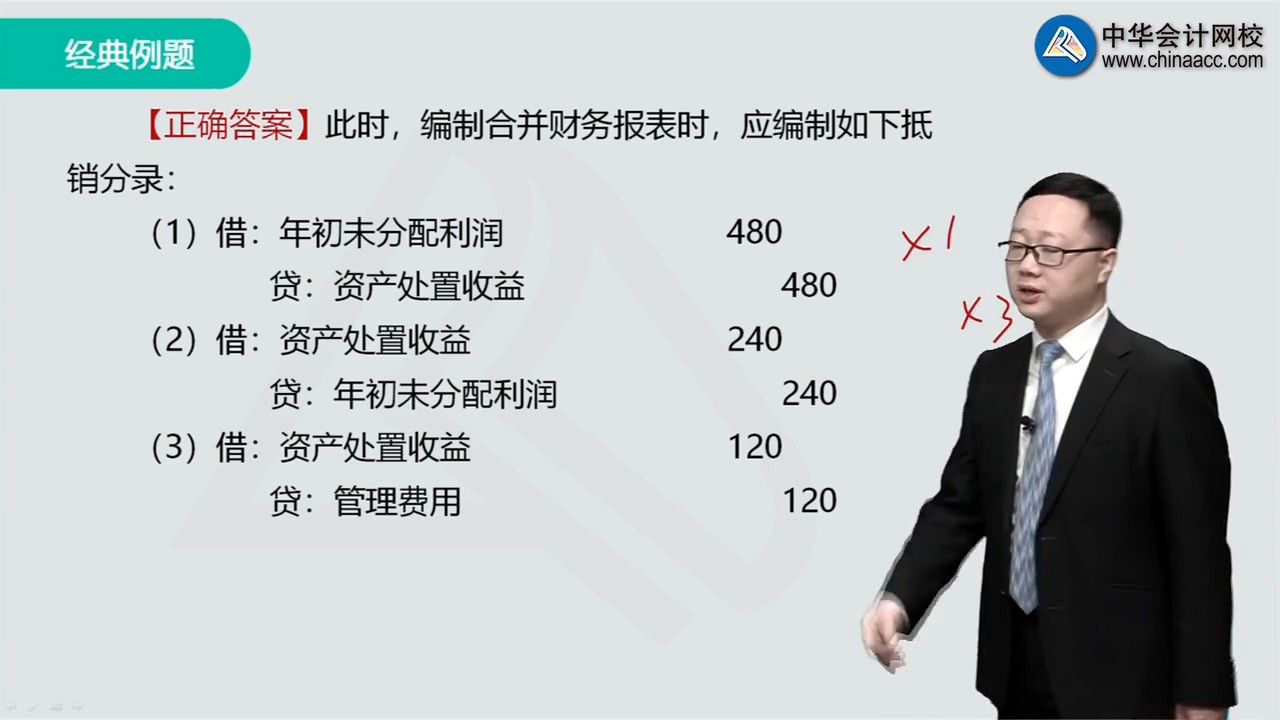 经典例题
中华会计网校
www.chinaacc.com
【正确答案】此时，编制合并财务报表时，应编制如下抵
销分录：
（1）借：年初未分配利润 480
贷：资产处置收益 480
（2）借：资产处置收益 240
贷：年初未分配利润 240
（3）借：资产处置收益 120
贷：管理费用 120
×1
×3